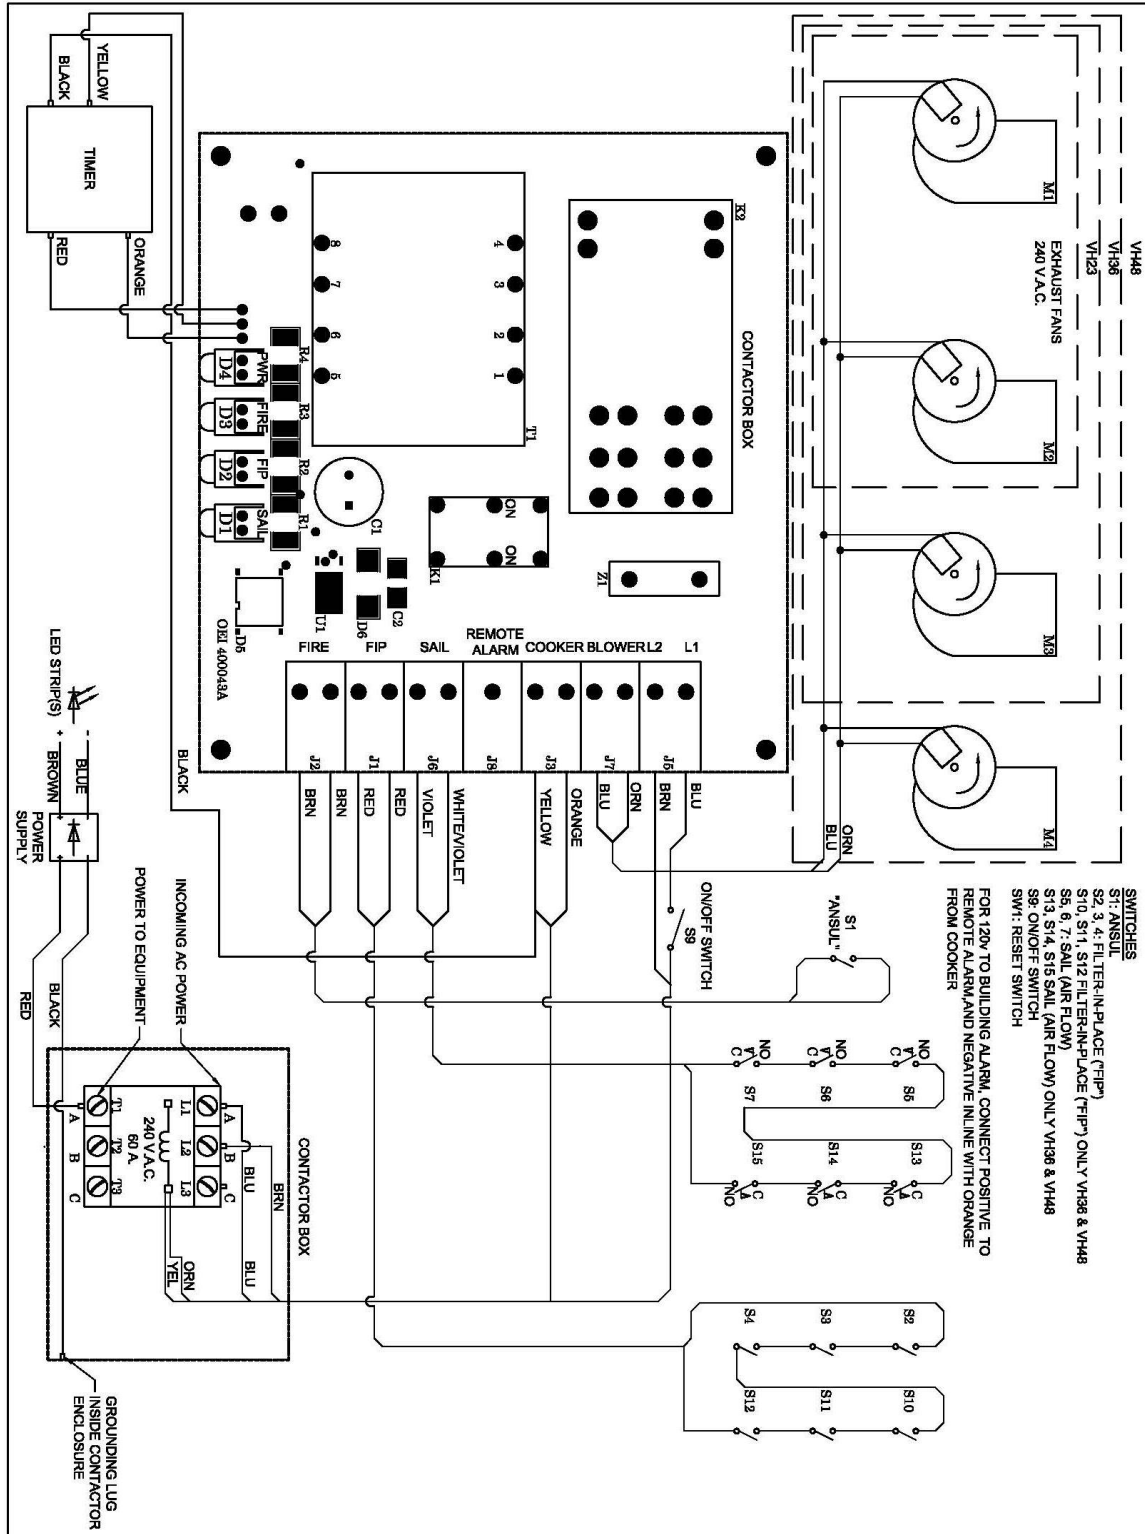 VH48
VH36
VH23
EXHAUST FANS
240 V.A.C.
M1
M2
M3
M4
ORN
BLU
SWITCHES
S1: ANSUL
S2, 3, 4: FILTER-IN-PLACE ("FIP")
S10, S11, S12 FILTER-IN-PLACE ("FIP") ONLY VH36 & VH48
S5, 6, 7: SAIL (AIR FLOW)
S13, S14, S15 SAIL (AIR FLOW) ONLY VH36 & VH48
S9: ON/OFF SWITCH
SW1: RESET SWITCH
FOR 120v TO BUILDING ALARM, CONNECT POSITIVE TO
REMOTE ALARM,AND NEGATIVE INLINE WITH ORANGE
FROM COOKER
YELLOW
BLACK
TIMER
RED
ORANGE
K2
CONTACTOR BOX
8
7
6
5
4
3
2
1
T1
R4
R3
R2
R1
PWR
D4
FIRE
D3
FIP
D2
SAIL
D1
C1
ON
ON
K1
Z1
D5
U1
D6
C2
OEI 400043A
FIRE
FIP
SAIL
REMOTE
ALARM
COOKER
BLOWER
L2
L1
J2
J1
J6
J8
J3
J7
J5
BRN
BRN
RED
RED
VIOLET
WHITE/VIOLET
YELLOW
ORANGE
BLU
ORN
BRN
BLU
BLACK
ON/OFF SWITCH
S9
S1
"ANSUL"
NO
C
NO
C
NO
C
S7
S6
S5
S15
S14
S13
C
NO
C
NO
C
NO
S4
S3
S2
S12
S11
S10
LED STRIP(S)
+
-
BROWN
BLUE
POWER
SUPPLY
+
-
+
-
BLACK
RED
POWER TO EQUIPMENT
INCOMING AC POWER
CONTACTOR BOX
T1
T2
T3
A
B
C
240 V.A.C.
60 A.
L1
L2
L3
A
B
C
BLU
BRN
ORN
YEL
BLU
GROUNDING LUG
INSIDE CONTACTOR
ENCLOSURE